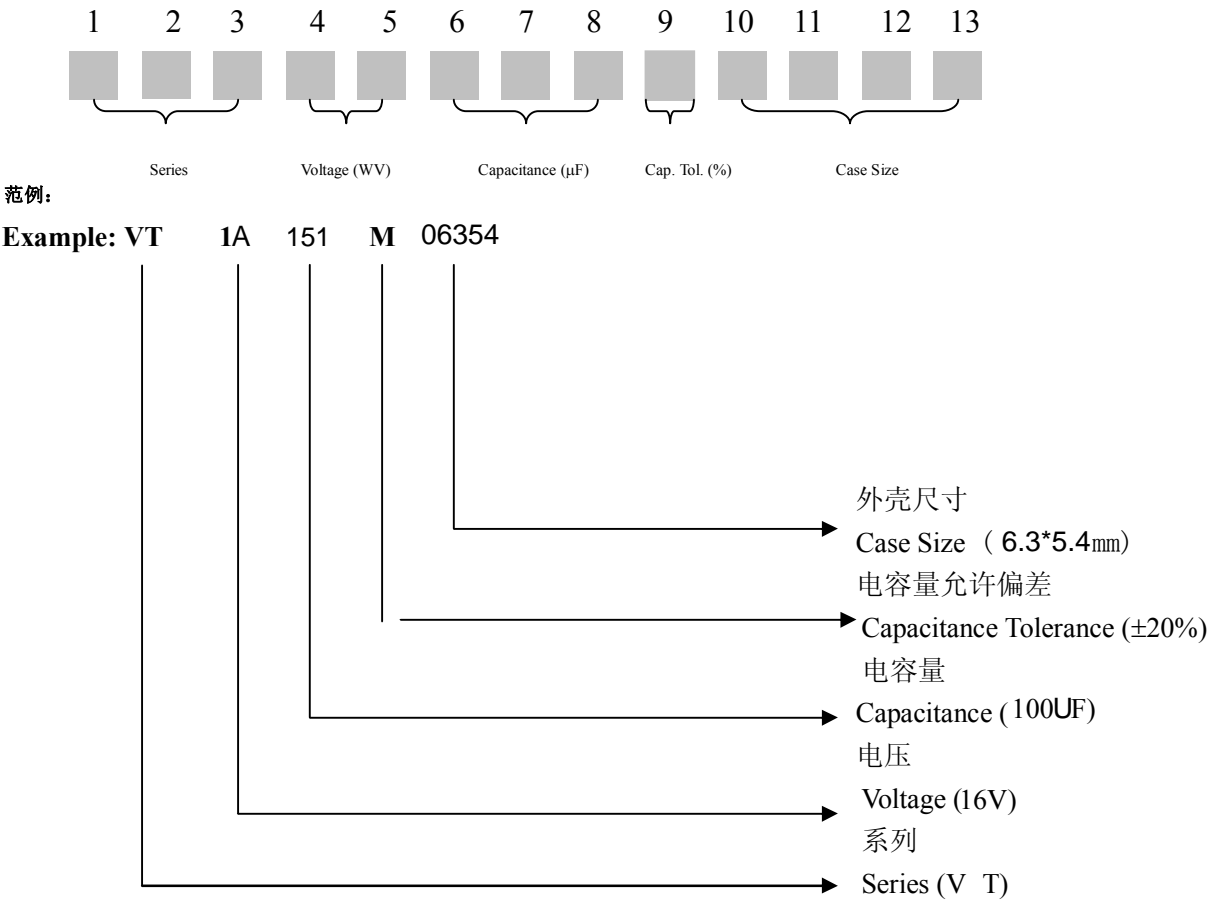 1 2 3 4 5 6 7 8 9 10 11 12 13
Series Voltage (WV) Capacitance (μF) Cap. Tol. (%) Case Size
范例：
Example: VT 1A 151 M 06354
外壳尺寸
Case Size （ 6.3*5.4㎜）
电容量允许偏差
Capacitance Tolerance (±20%)
电容量
Capacitance (100UF)
电压
Voltage (16V)
系列
Series (V T)